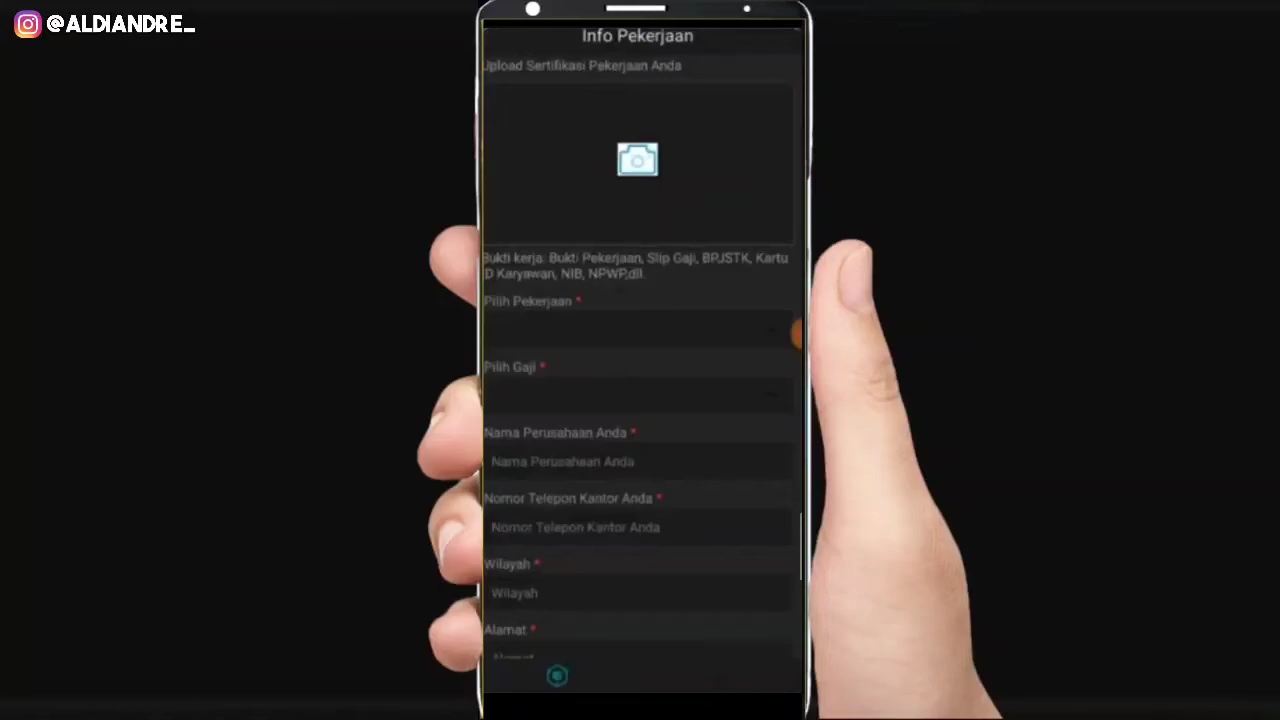 @ALDIANDRE_
Info Pekerjaan
Upload Sertifikasi Pekerjaan Anda
Bukti kerja: Bukti Pekerjaan, Slip Gaji, BPJSTK, Kartu
ID Karyawan, NIB, NPWP,dll.
Pilih Pekerjaan *
Pilih Gaji *
Nama Perusahaan Anda *
Nama Perusahaan Anda
Nomor Telepon Kantor Anda *
Nomor Telepon Kantor Anda
Wilayah *
Wilayah
Alamat *
Alamat